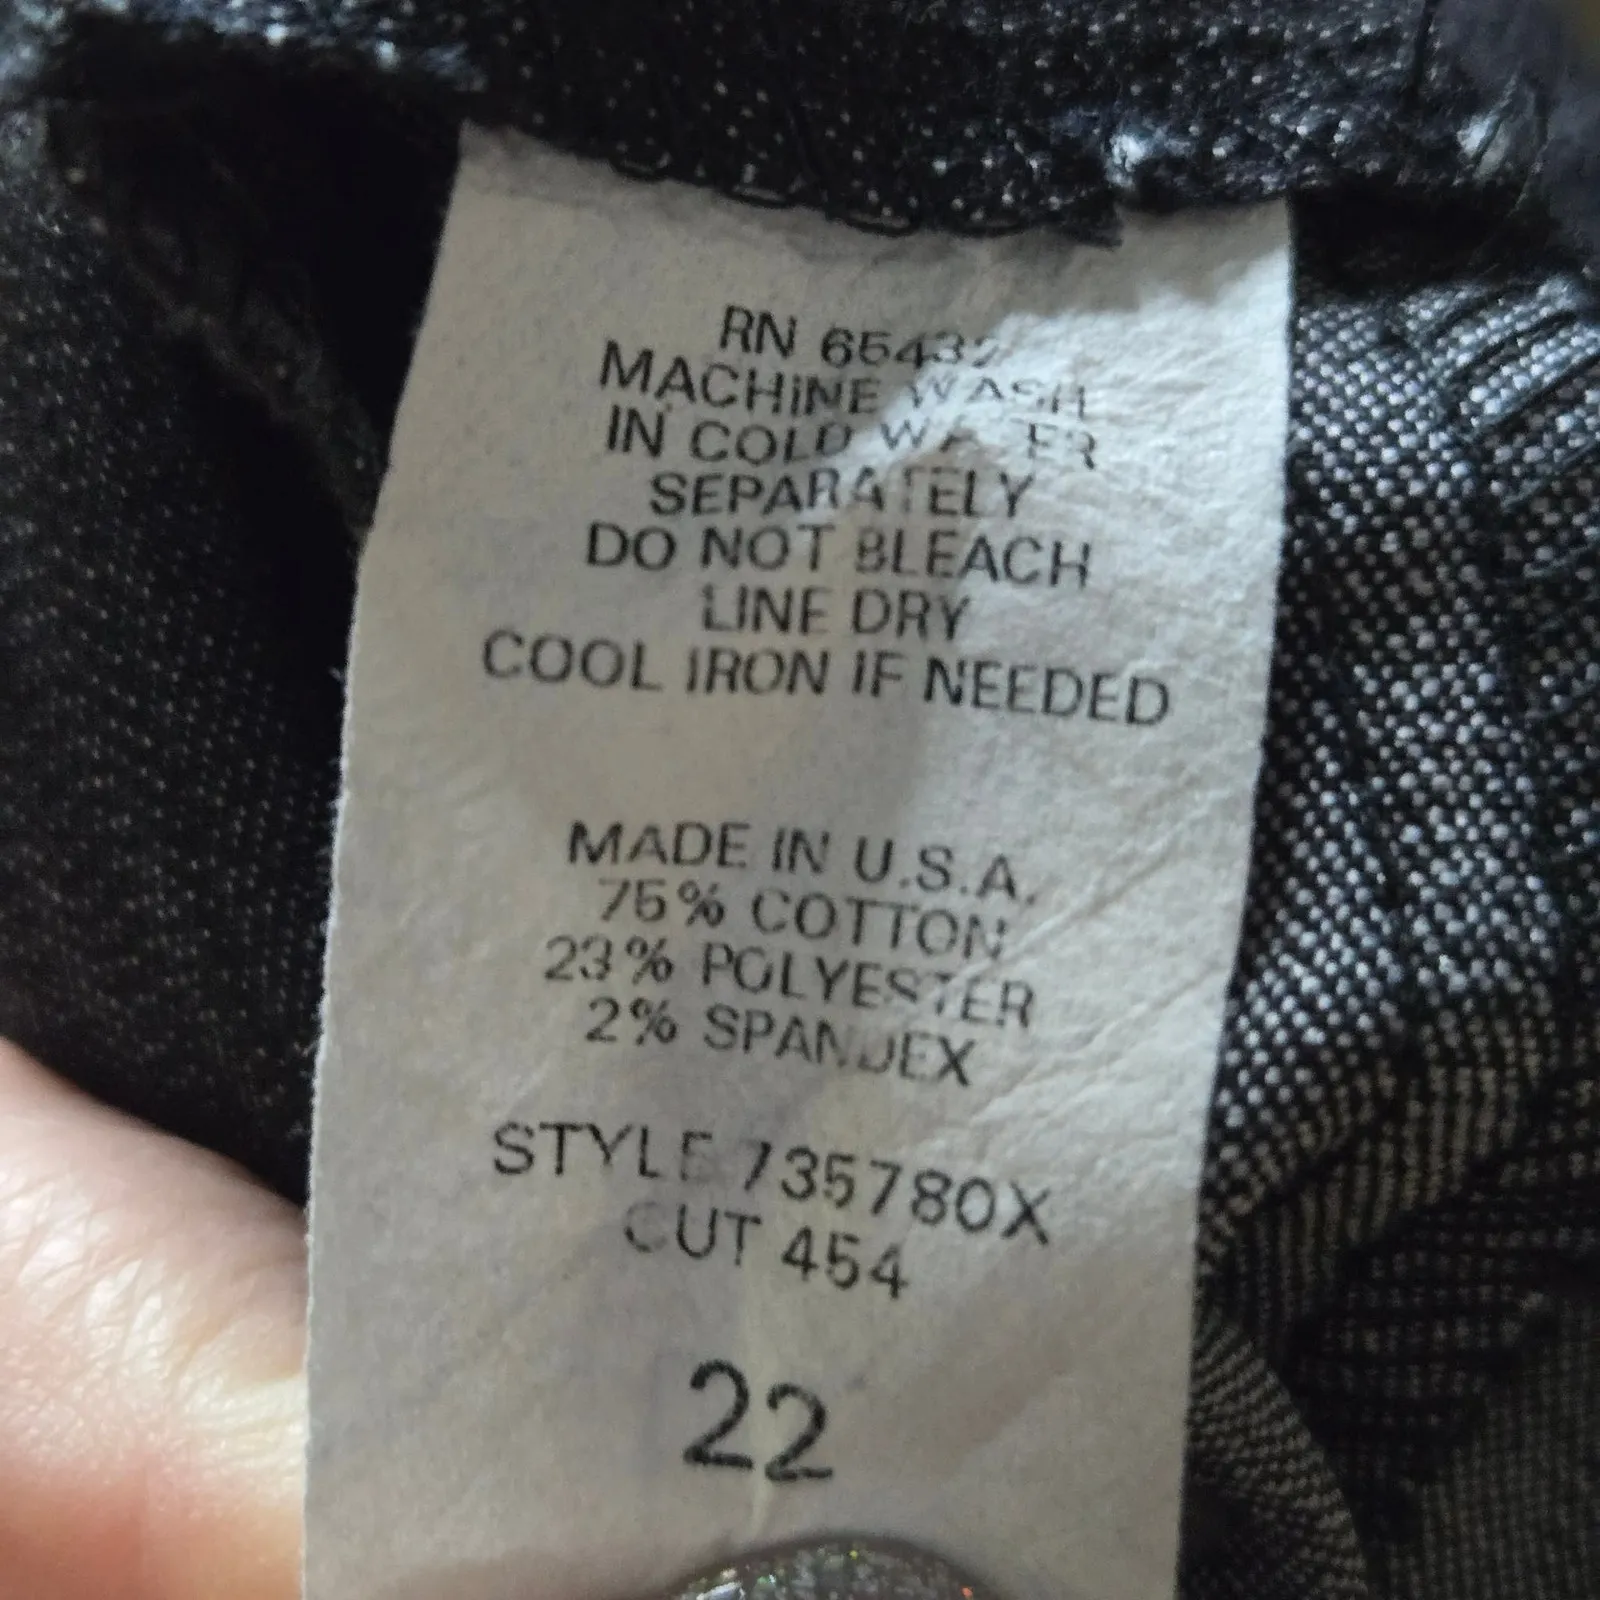 RN 65432
MACHINE WASH
IN COLD WATER
SEPARATELY
DO NOT BLEACH
LINE DRY
COOL IRON IF NEEDED
MADE IN U.S.A.
75% COTTON
23% POLYESTER
2% SPANDEX
STYLE 735780X
CUT 454
22